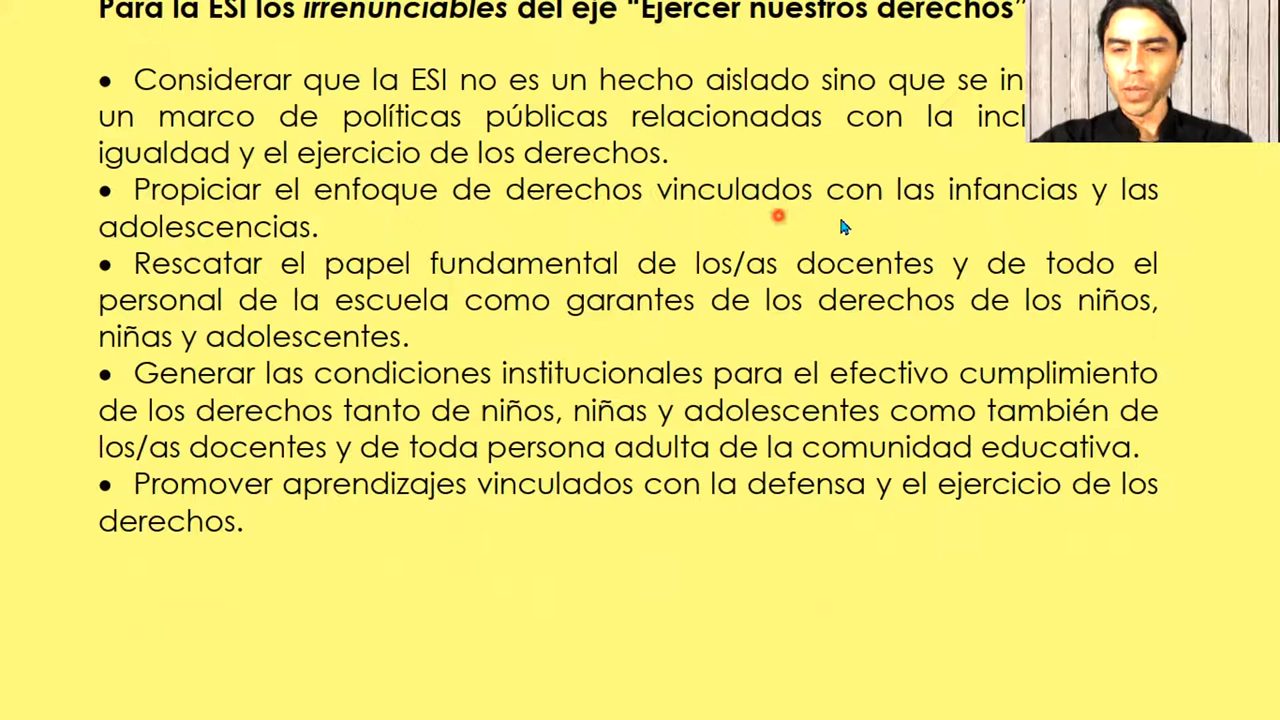 Para la ESI los irrenunciables del eje "Ejercer nuestros derechos"
• Considerar que la ESI no es un hecho aislado sino que se
un marco de políticas públicas relacionadas con la
igualdad y el ejercicio de los derechos.
• Propiciar el enfoque de derechos vinculados con las infancias y las
adolescencias.
• Rescatar el papel fundamental de los/as docentes y de todo el
personal de la escuela como garantes de los derechos de los niños,
niñas y adolescentes.
• Generar las condiciones institucionales para el efectivo cumplimiento
de los derechos tanto de niños, niñas y adolescentes como también de
los/as docentes y de toda persona adulta de la comunidad educativa.
• Promover aprendizajes vinculados con la defensa y el ejercicio de los
derechos.